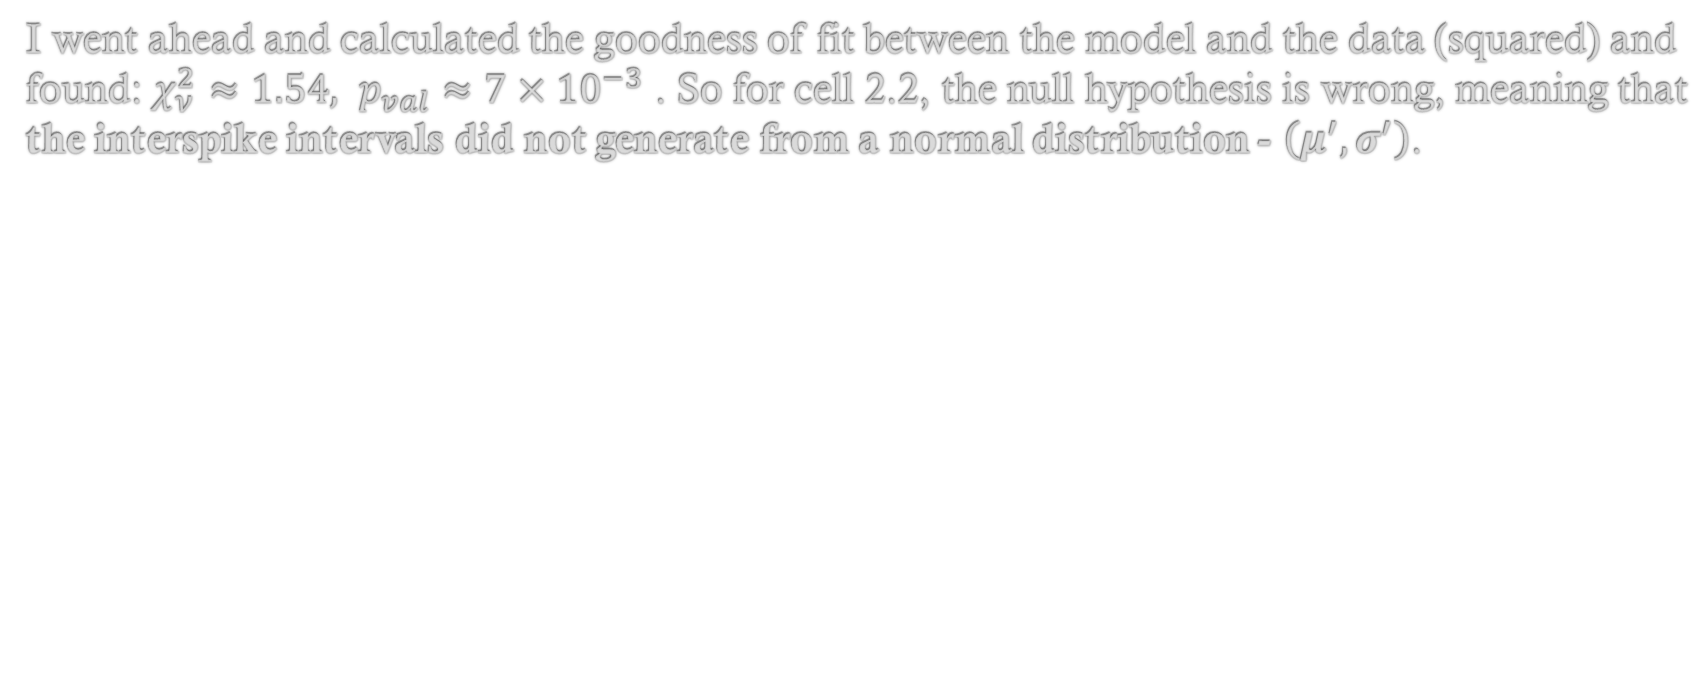 I went ahead and calculated the goodness of fit between the model and the data (squared) and
found: χ²ᵥ ≈ 1.54, p_val ≈ 7 × 10⁻³ . So for cell 2.2, the null hypothesis is wrong, meaning that
the interspike intervals did not generate from a normal distribution - (μ′, σ′).